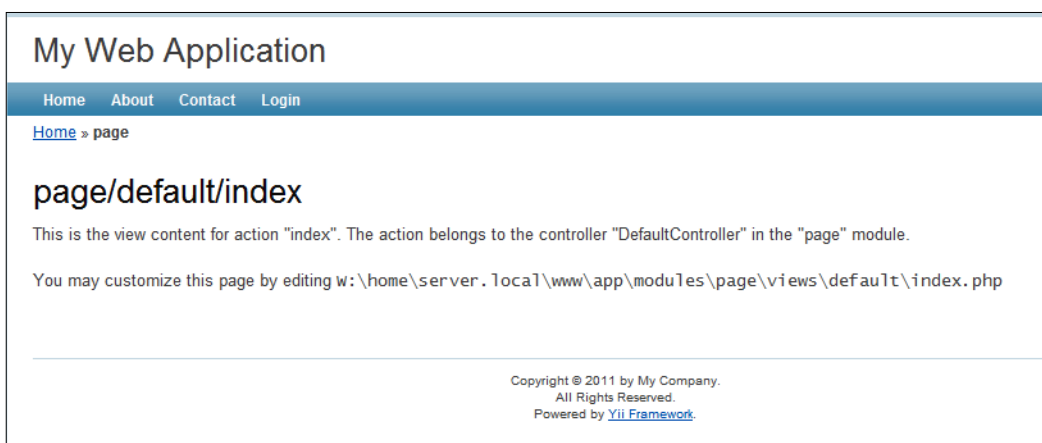 My Web Application
Home About Contact Login
Home » page
page/default/index
This is the view content for action "index". The action belongs to the controller "DefaultController" in the "page" module.
You may customize this page by editing W:\home\server.local\www\app\modules\page\views\default\index.php
Copyright © 2011 by My Company.
All Rights Reserved.
Powered by Yii Framework.